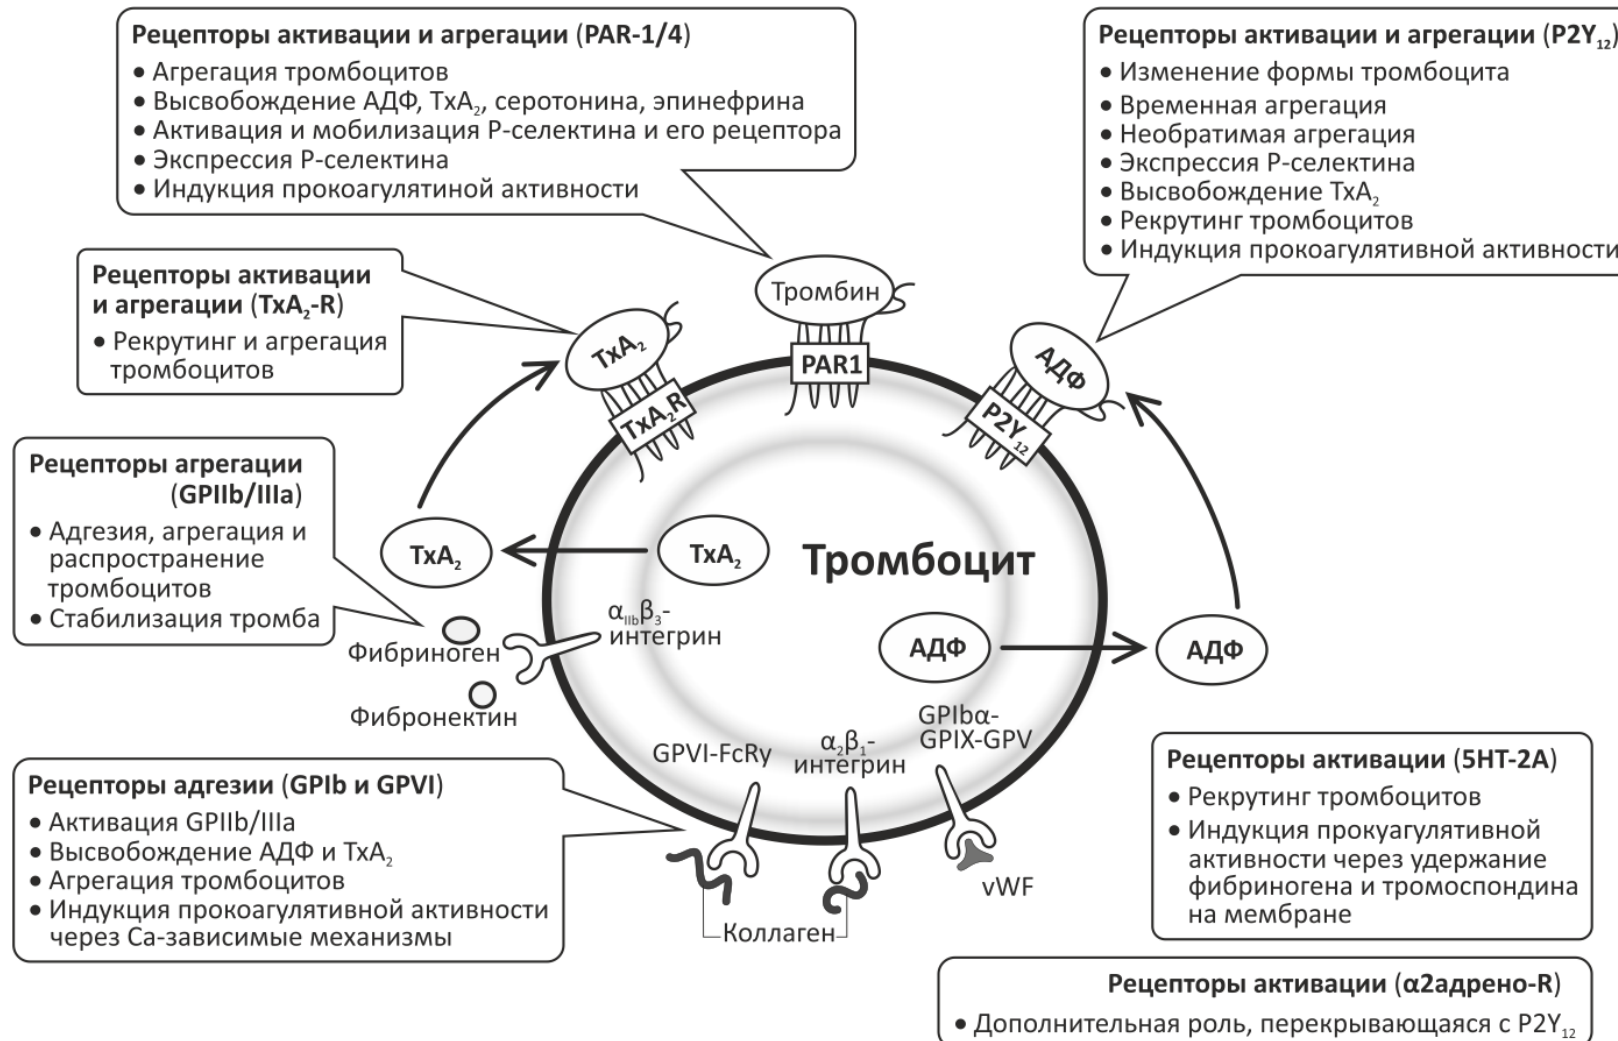 Рецепторы активации и агрегации (PAR-1/4)
• Агрегация тромбоцитов
• Высвобождение АДФ, TxA₂, серотонина, эпинефрина
• Активация и мобилизация Р-селектина и его рецептора
• Экспрессия Р-селектина
• Индукция прокоагулятиной активности
Рецепторы активации и агрегации (P2Y₁₂)
• Изменение формы тромбоцита
• Временная агрегация
• Необратимая агрегация
• Экспрессия Р-селектина
• Высвобождение TxA₂
• Рекрутинг тромбоцитов
• Индукция прокоагулятивной активности
Рецепторы активации
и агрегации (TxA₂-R)
• Рекрутинг и агрегация
тромбоцитов
Тромбин
PAR1
TxA₂
TxA₂R
АДФ
P2Y₁₂
Рецепторы агрегации
(GPIIb/IIIa)
• Адгезия, агрегация и
распространение
тромбоцитов
• Стабилизация тромба
TxA₂
TxA₂
Тромбоцит
АДФ
АДФ
α_IIbβ₃-
интегрин
Фибриноген
Фибронектин
GPVI-FcRy
α₂β₁-
интегрин
GPIbα-
GPIX-GPV
vWF
Коллаген
Рецепторы адгезии (GPIb и GPVI)
• Активация GPIIb/IIIa
• Высвобождение АДФ и TxA₂
• Агрегация тромбоцитов
• Индукция прокоагулятивной активности
через Ca-зависимые механизмы
Рецепторы активации (5HT-2A)
• Рекрутинг тромбоцитов
• Индукция прокуагулятивной
активности через удержание
фибриногена и тромоспондина
на мембране
Рецепторы активации (α2адрено-R)
• Дополнительная роль, перекрывающаяся с P2Y₁₂